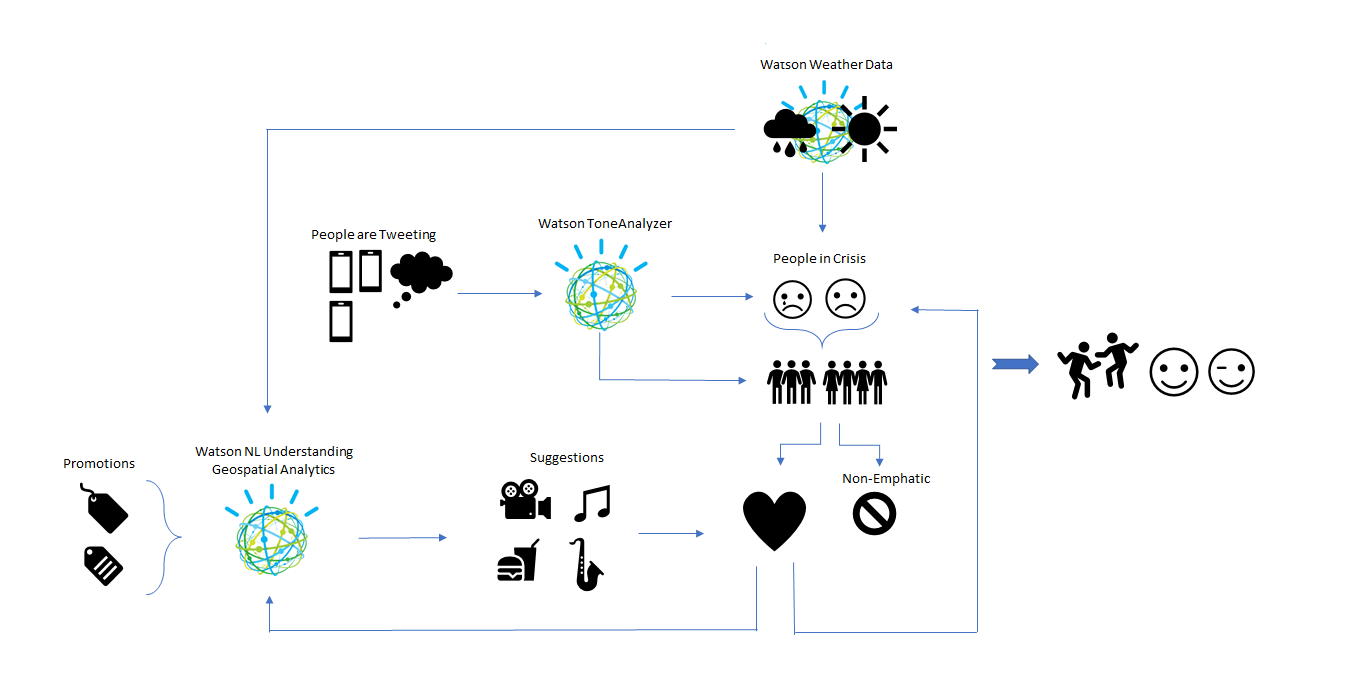 Watson Weather Data
Watson ToneAnalyzer
People are Tweeting
People in Crisis
Watson NL Understanding
Geospatial Analytics
Promotions
Suggestions
Non-Emphatic